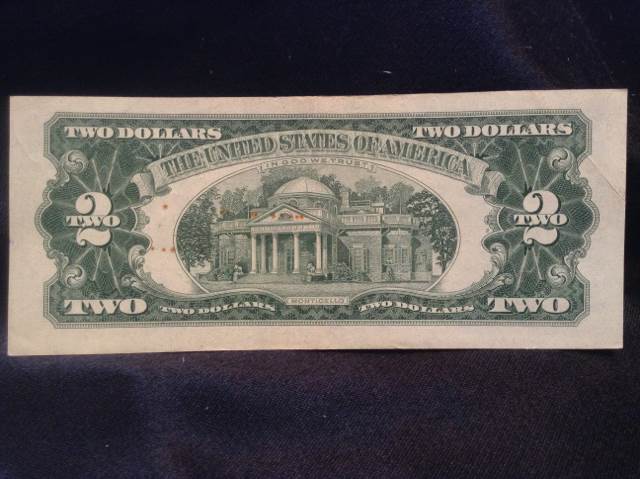 TWO DOLLARS TWO DOLLARS
THE UNITED STATES OF AMERICA
IN GOD WE TRUST
2 2
TWO TWO
MONTICELLO
TWO TWO DOLLARS TWO DOLLARS TWO